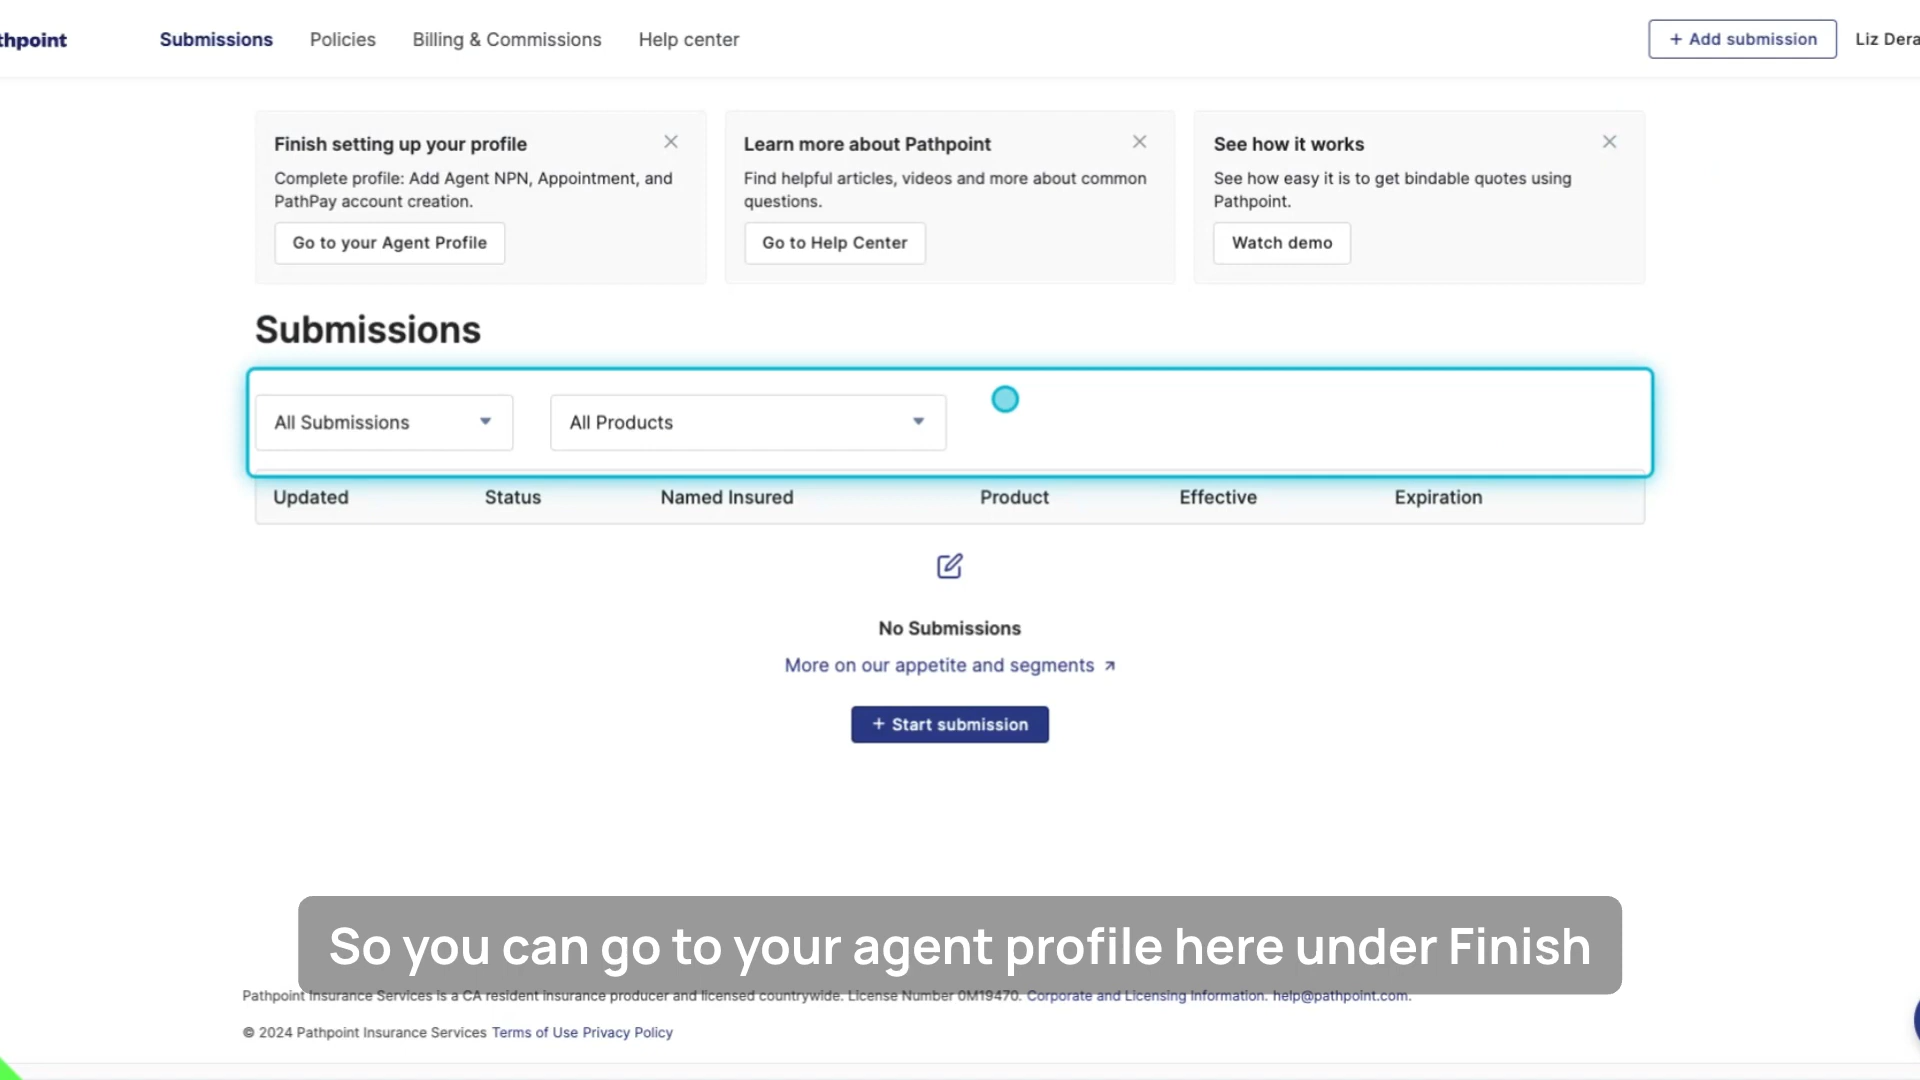 thpoint
Submissions
Policies
Billing & Commissions
Help center
+ Add submission
Liz Dera
Finish setting up your profile
Complete profile: Add Agent NPN, Appointment, and
PathPay account creation.
Go to your Agent Profile
Learn more about Pathpoint
Find helpful articles, videos and more about common
questions.
Go to Help Center
See how it works
See how easy it is to get bindable quotes using
Pathpoint.
Watch demo
Submissions
All Submissions
All Products
Updated
Status
Named Insured
Product
Effective
Expiration
No Submissions
More on our appetite and segments
+ Start submission
So you can go to your agent profile here under Finish
Pathpoint Insurance Services is a CA resident insurance producer and licensed countrywide. License Number 0M19470. Corporate and Licensing Information. help@pathpoint.com.
© 2024 Pathpoint Insurance Services Terms of Use Privacy Policy